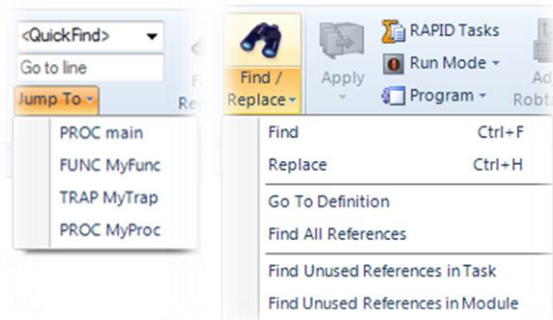 <QuickFind>
Go to line
Jump To
PROC main
FUNC MyFunc
TRAP MyTrap
PROC MyProc
Find /
Replace
Apply
RAPID Tasks
Run Mode
Program
Find Ctrl+F
Replace Ctrl+H
Go To Definition
Find All References
Find Unused References in Task
Find Unused References in Module